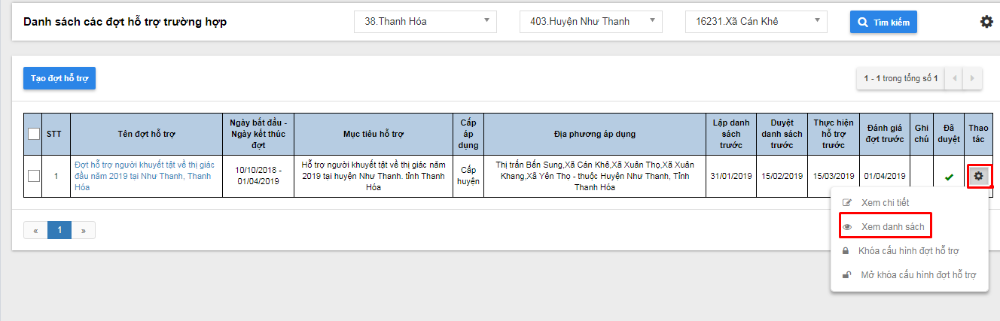 Danh sách các đợt hỗ trợ trường hợp
38.Thanh Hóa
403.Huyện Như Thanh
16231.Xã Cán Khê
Tìm kiếm
Tạo đợt hỗ trợ
1 - 1 trong tổng số 1
STT
Tên đợt hỗ trợ
Ngày bắt đầu -
Ngày kết thúc
đợt
Mục tiêu hỗ trợ
Cấp
áp
dụng
Địa phương áp dụng
Lập danh
sách
trước
Duyệt
danh sách
trước
Thực hiện
hỗ trợ
trước
Đánh giá
đợt trước
Ghi
chú
Đã
duyệt
Thao
tác
1
Đợt hỗ trợ người khuyết tật về thị giác
đầu năm 2019 tại Như Thanh, Thanh
Hóa
10/10/2018 -
01/04/2019
Hỗ trợ người khuyết tật về thị giác năm
2019 tại huyện Như Thanh. tỉnh Thanh
Hóa
Cấp
huyện
Thị trấn Bến Sung,Xã Cán Khê,Xã Xuân Thọ,Xã Xuân
Khang,Xã Yên Thọ - thuộc Huyện Như Thanh, Tỉnh
Thanh Hóa
31/01/2019
15/02/2019
15/03/2019
01/04/2019
Xem chi tiết
Xem danh sách
Khóa cấu hình đợt hỗ trợ
Mở khóa cấu hình đợt hỗ trợ
« 1 »